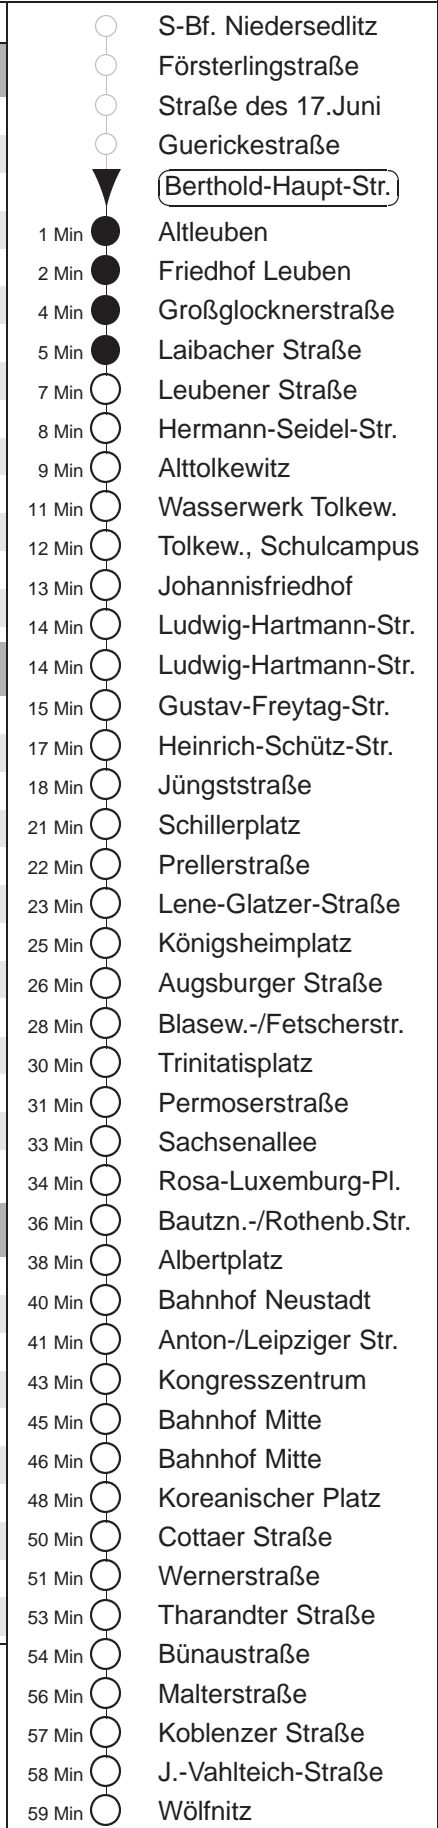 S-Bf. Niedersedlitz
Försterlingstraße
Straße des 17.Juni
Guerickestraße
Berthold-Haupt-Str.
1 Min Altleuben
2 Min Friedhof Leuben
4 Min Großglocknerstraße
5 Min Laibacher Straße
7 Min Leubener Straße
8 Min Hermann-Seidel-Str.
9 Min Alttolkewitz
11 Min Wasserwerk Tolkew.
12 Min Tolkew., Schulcampus
13 Min Johannisfriedhof
14 Min Ludwig-Hartmann-Str.
14 Min Ludwig-Hartmann-Str.
15 Min Gustav-Freytag-Str.
17 Min Heinrich-Schütz-Str.
18 Min Jüngststraße
21 Min Schillerplatz
22 Min Prellerstraße
23 Min Lene-Glatzer-Straße
25 Min Königsheimplatz
26 Min Augsburger Straße
28 Min Blasew.-/Fetscherstr.
30 Min Trinitatisplatz
31 Min Permoserstraße
33 Min Sachsenallee
34 Min Rosa-Luxemburg-Pl.
36 Min Bautzn.-/Rothenb.Str.
38 Min Albertplatz
40 Min Bahnhof Neustadt
41 Min Anton-/Leipziger Str.
43 Min Kongresszentrum
45 Min Bahnhof Mitte
46 Min Bahnhof Mitte
48 Min Koreanischer Platz
50 Min Cottaer Straße
51 Min Wernerstraße
53 Min Tharandter Straße
54 Min Bünaustraße
56 Min Malterstraße
57 Min Koblenzer Straße
58 Min J.-Vahlteich-Straße
59 Min Wölfnitz